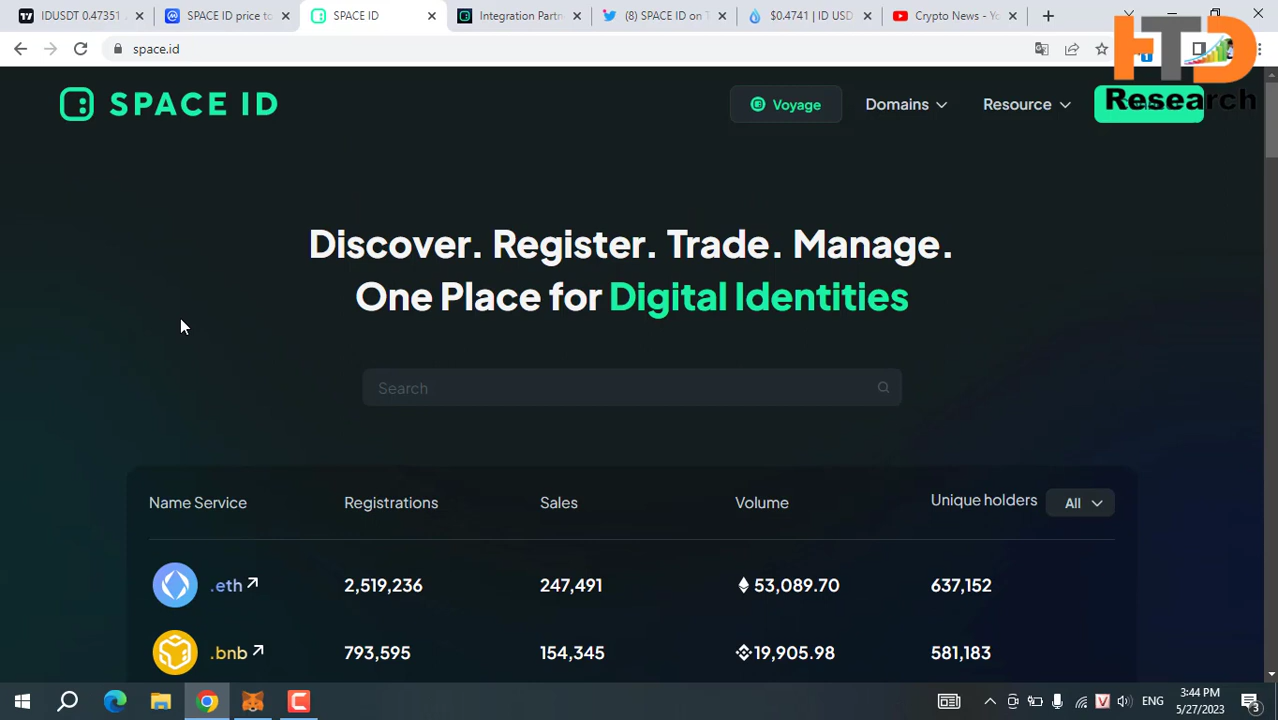 IDUSDT 0.47351
SPACE ID price to
SPACE ID
Integration Partn
(8) SPACE ID on T
$0.4741 | ID USD
Crypto News - Yo
space.id
HTD
Research
SPACE ID
Voyage
Domains
Resource
Discover. Register. Trade. Manage.
One Place for Digital Identities
Search
Name Service Registrations Sales Volume Unique holders All
.eth 2,519,236 247,491 53,089.70 637,152
.bnb 793,595 154,345 19,905.98 581,183
ENG
3:44 PM
5/27/2023
3